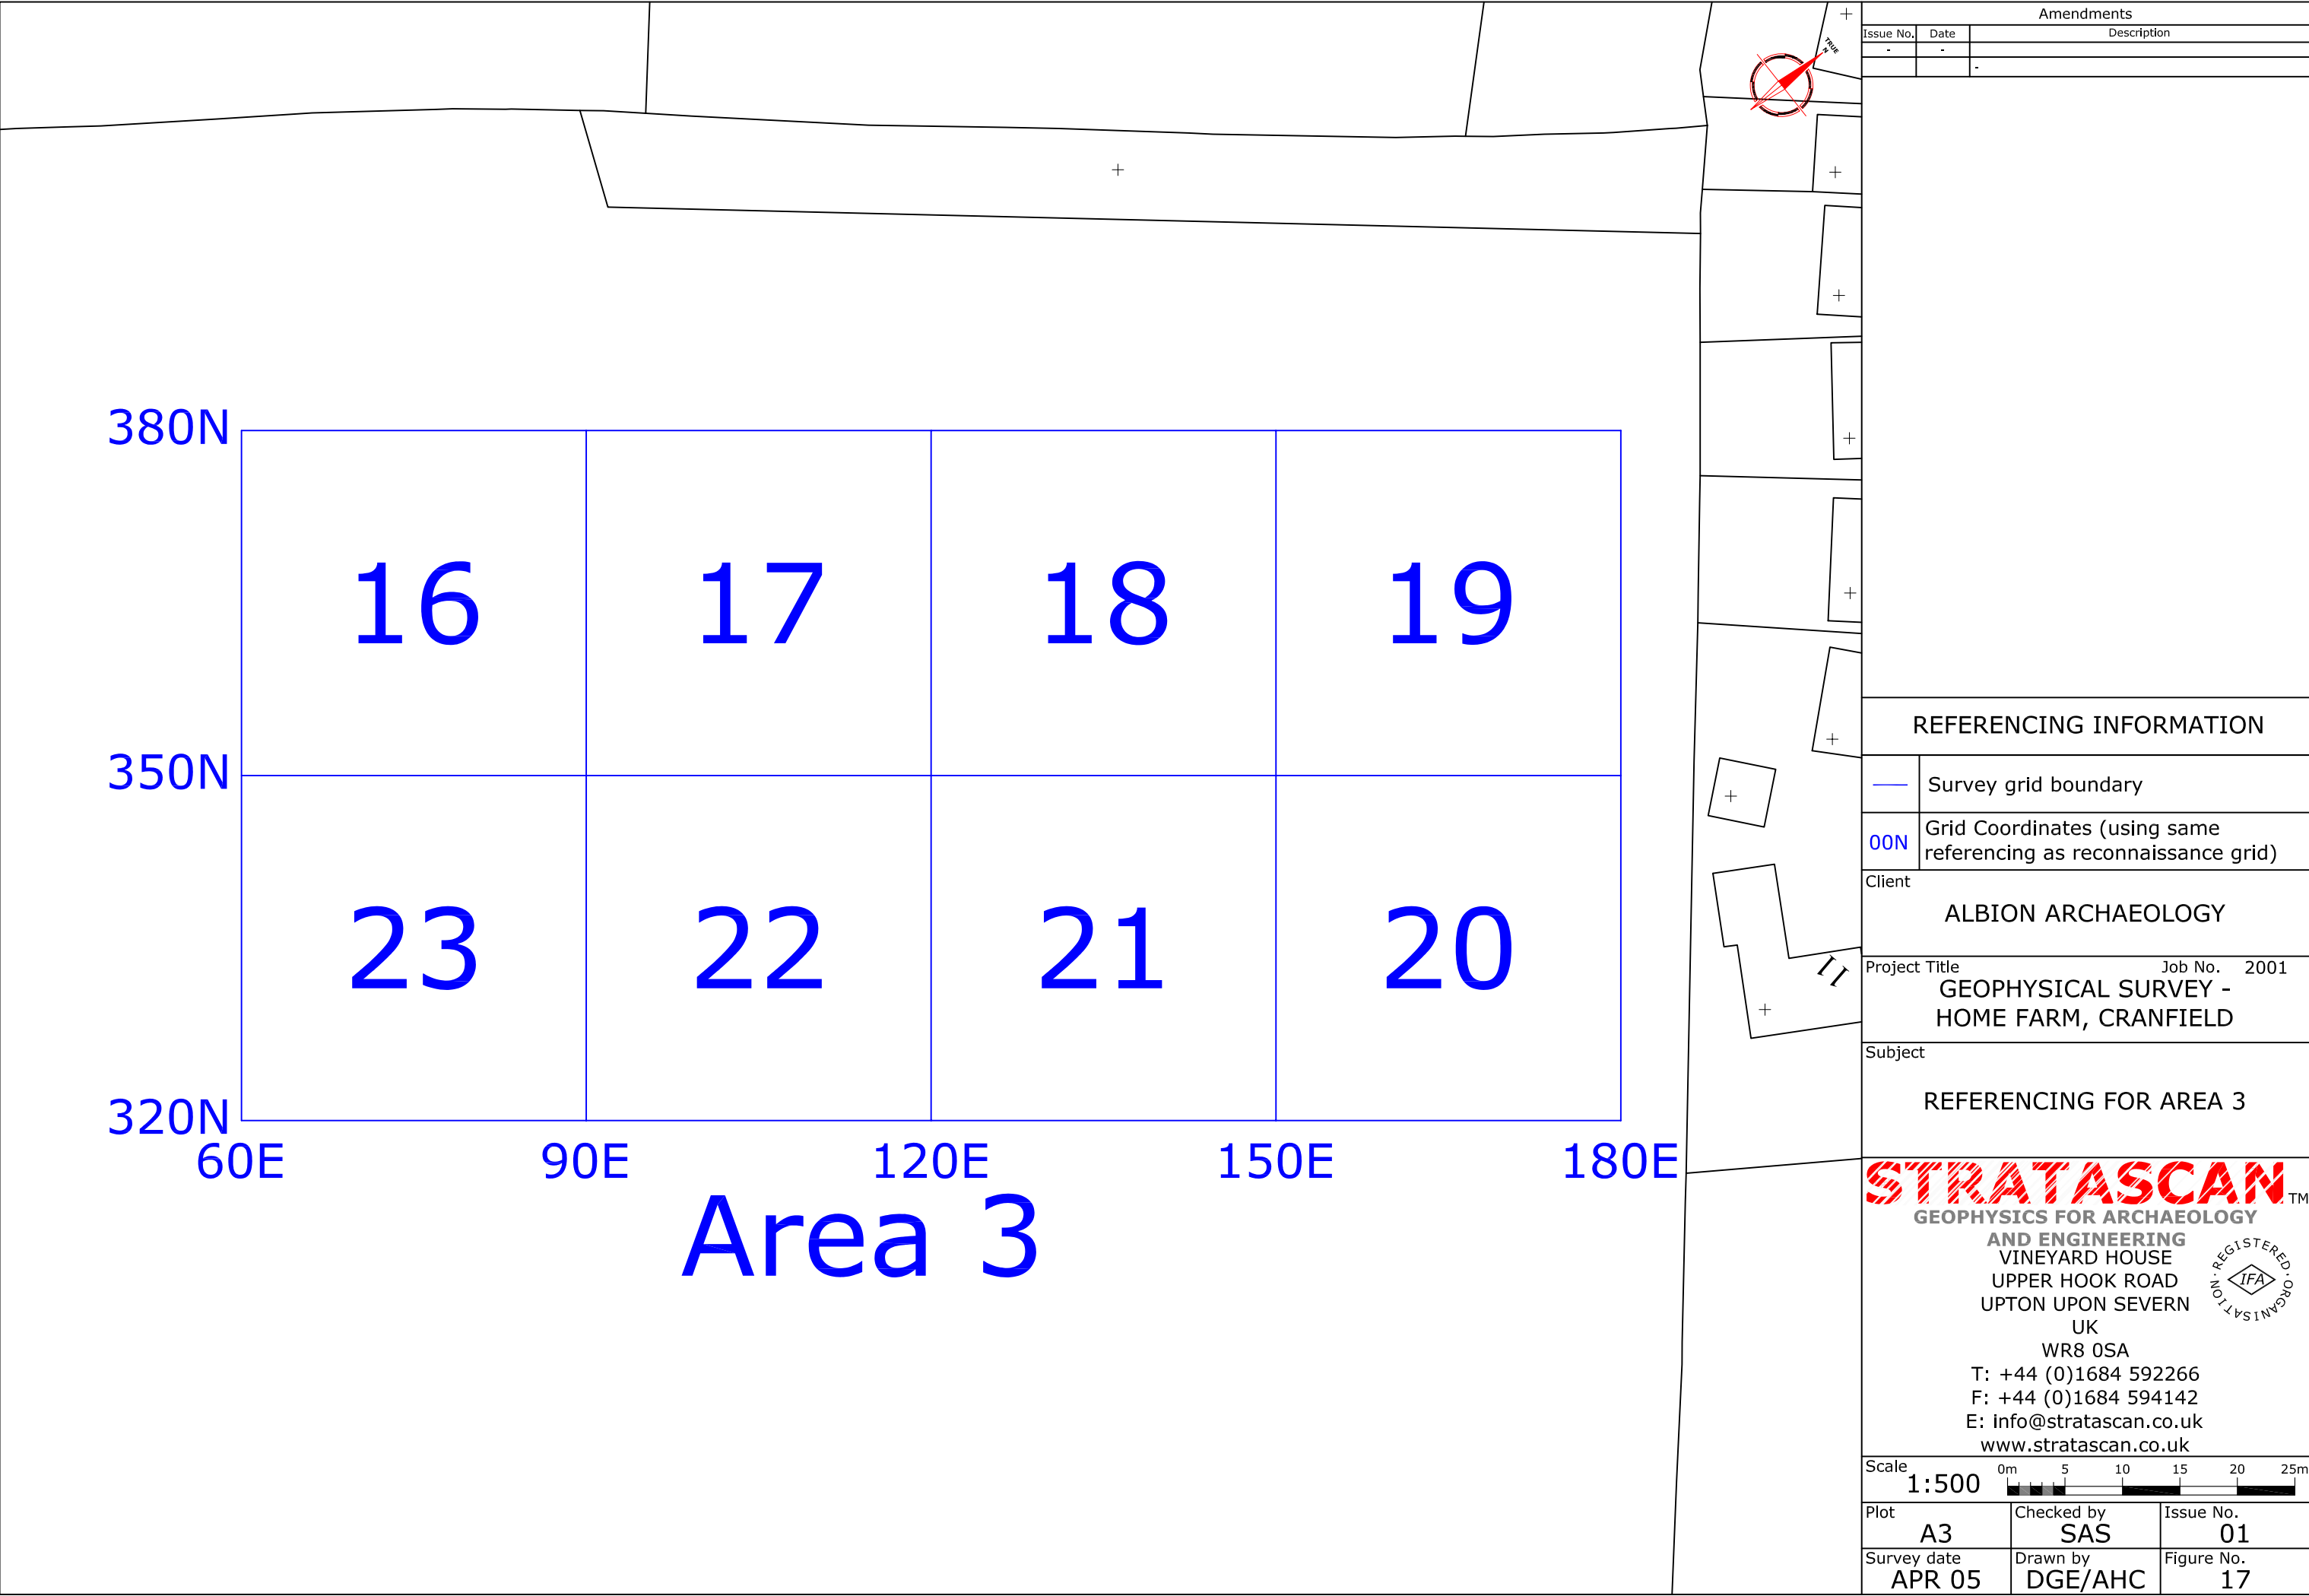 TRUE
N
380N
16 17 18 19
350N
23 22 21 20
320N
60E 90E 120E 150E 180E
Area 3
11
Amendments
Issue No. Date Description
- -
-
REFERENCING INFORMATION
Survey grid boundary
00N
Grid Coordinates (using same
referencing as reconnaissance grid)
Client
ALBION ARCHAEOLOGY
Project Title Job No. 2001
GEOPHYSICAL SURVEY -
HOME FARM, CRANFIELD
Subject
REFERENCING FOR AREA 3
STRATASCAN TM
GEOPHYSICS FOR ARCHAEOLOGY
AND ENGINEERING
VINEYARD HOUSE
UPPER HOOK ROAD
UPTON UPON SEVERN
UK
WR8 0SA
T: +44 (0)1684 592266
F: +44 (0)1684 594142
E: info@stratascan.co.uk
www.stratascan.co.uk
· REGISTERED · ORGANISATION
IFA
Scale
1:500
0m 5 10 15 20 25m
Plot Checked by Issue No.
A3 SAS 01
Survey date Drawn by Figure No.
APR 05 DGE/AHC 17